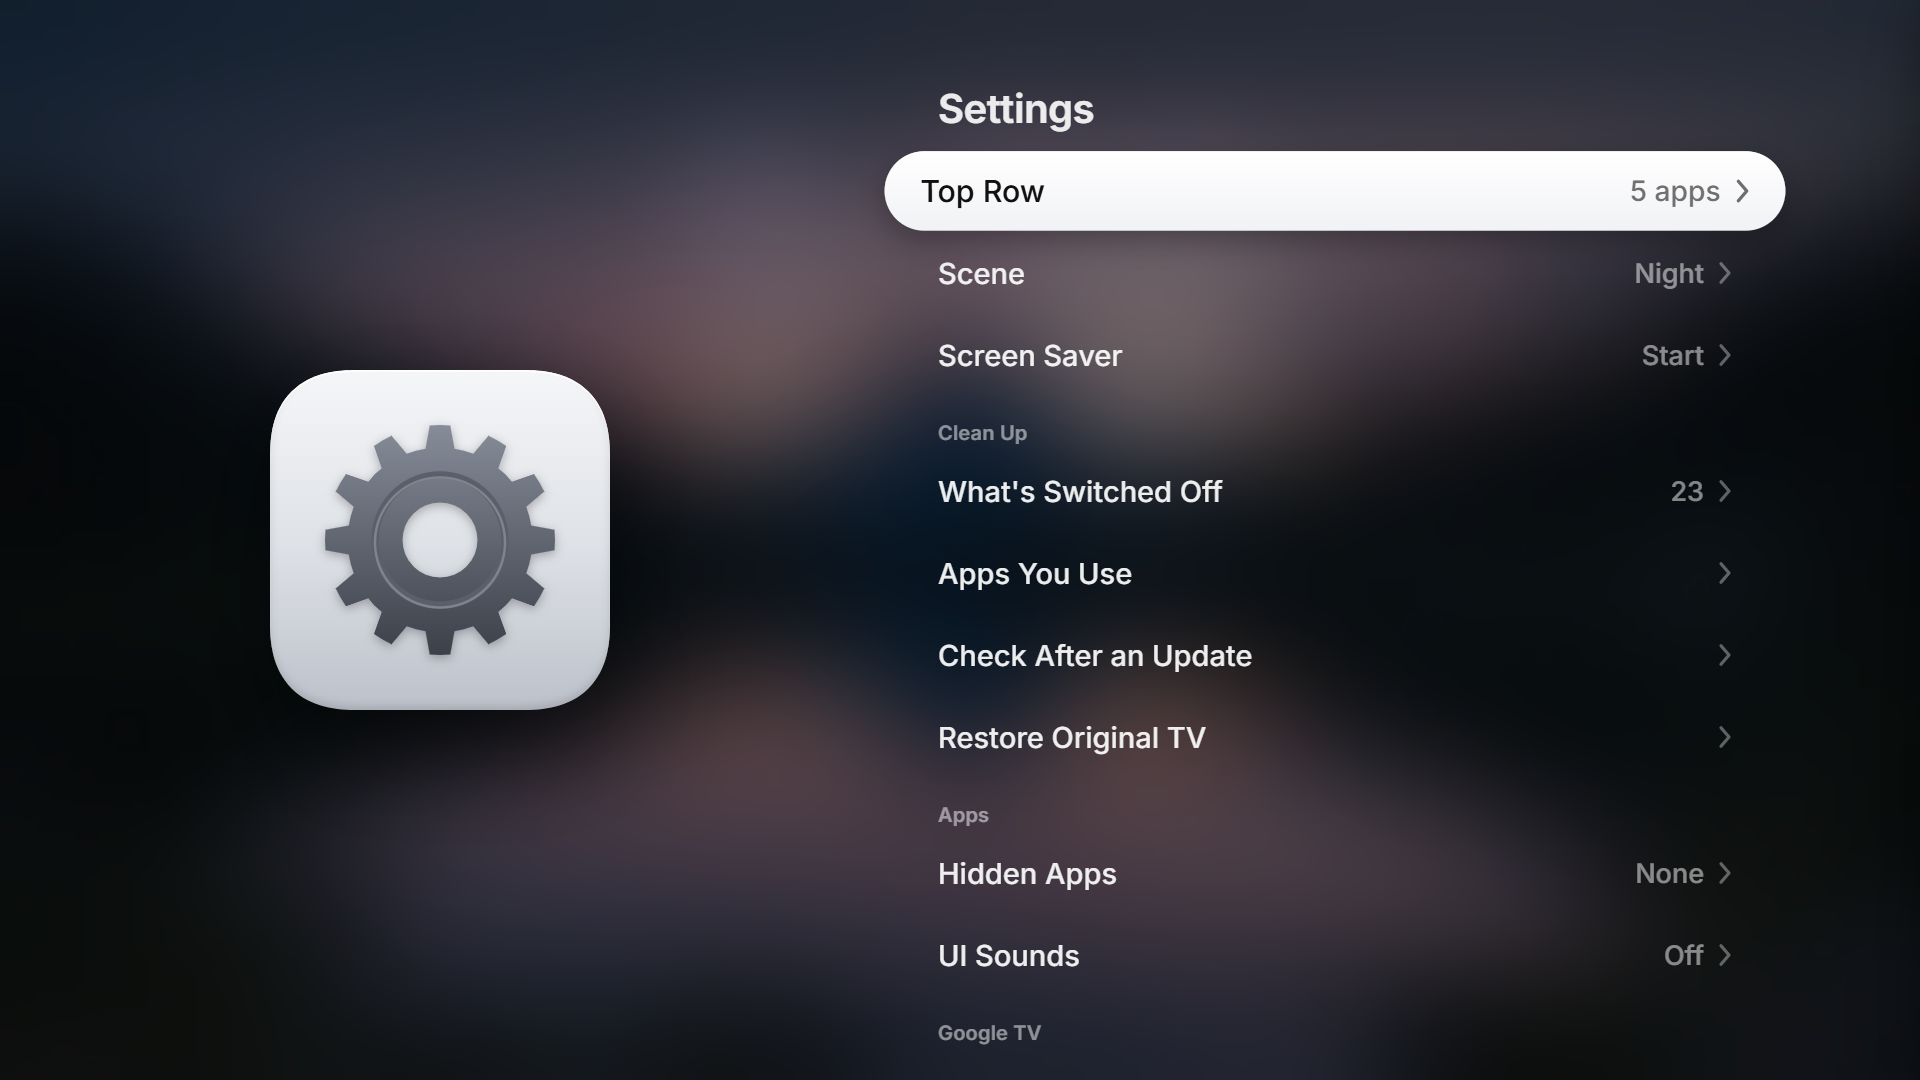 Settings
Top Row 5 apps
Scene Night
Screen Saver Start
Clean Up
What's Switched Off 23
Apps You Use
Check After an Update
Restore Original TV
Apps
Hidden Apps None
UI Sounds Off
Google TV